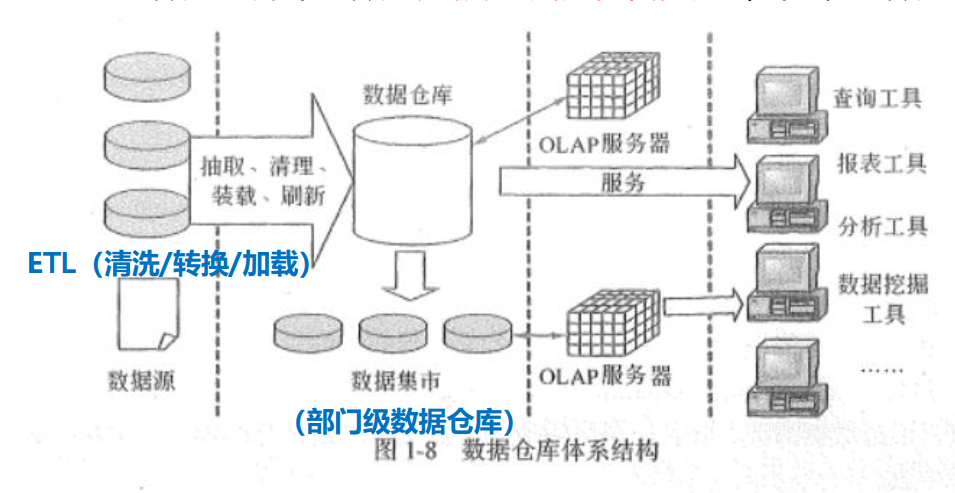 数据仓库
查询工具
OLAP服务器
抽取、清理、
装载、刷新
服务
报表工具
分析工具
ETL（清洗/转换/加载）
数据挖掘
工具
数据源
数据集市
OLAP服务器
……
（部门级数据仓库）
图 1-8 数据仓库体系结构